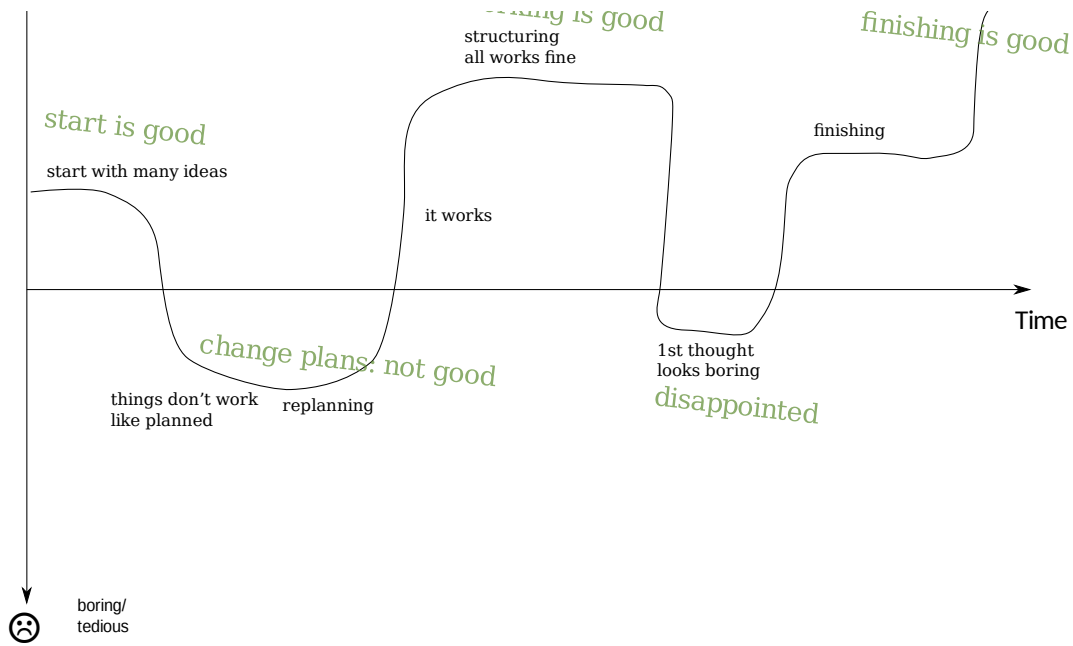 is good
finishing is good
structuring
all works fine
start is good
finishing
start with many ideas
it works
Time
change plans: not good
1st thought
looks boring
things don’t work
like planned
replanning
disappointed
boring/
tedious